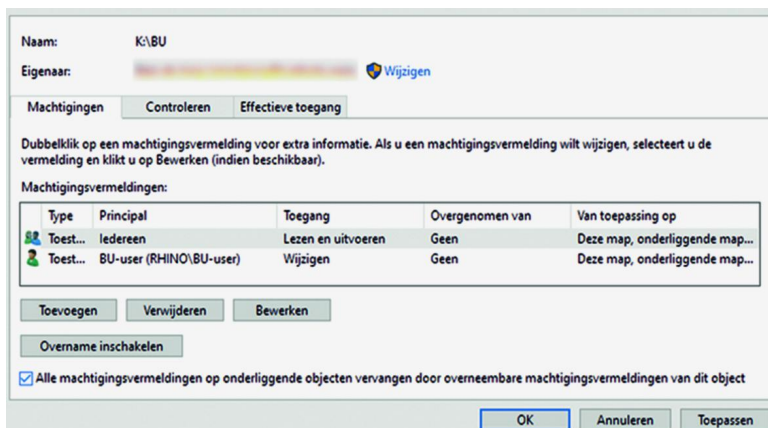 Naam: K:\BU
Eigenaar: Wijzigen
Machtigingen Controleren Effectieve toegang
Dubbelklik op een machtigingsvermelding voor extra informatie. Als u een machtigingsvermelding wilt wijzigen, selecteert u de
vermelding en klikt u op Bewerken (indien beschikbaar).
Machtigingsvermeldingen:
Type Principal Toegang Overgenomen van Van toepassing op
Toest... Iedereen Lezen en uitvoeren Geen Deze map, onderliggende map...
Toest... BU-user (RHINO\BU-user) Wijzigen Geen Deze map, onderliggende map...
Toevoegen Verwijderen Bewerken
Overname inschakelen
Alle machtigingsvermeldingen op onderliggende objecten vervangen door overneembare machtigingsvermeldingen van dit object
OK Annuleren Toepassen